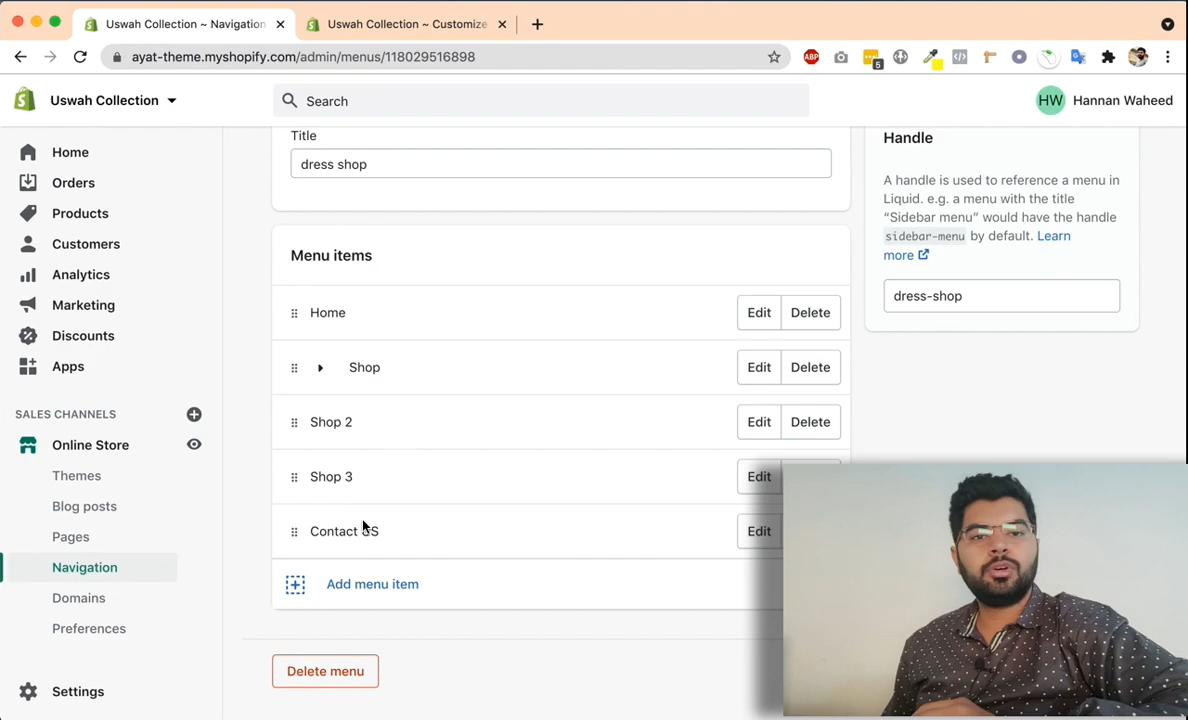 Uswah Collection ~ Navigation
Uswah Collection ~ Customize
ayat-theme.myshopify.com/admin/menus/118029516898
ABP
5
Uswah Collection
Search
HW
Hannan Waheed
Home
Orders
Products
Customers
Analytics
Marketing
Discounts
Apps
SALES CHANNELS
Online Store
Themes
Blog posts
Pages
Navigation
Domains
Preferences
Settings
Title
dress shop
Menu items
Home
Edit
Delete
Shop
Edit
Delete
Shop 2
Edit
Delete
Shop 3
Edit
Contact
Edit
Add menu item
Delete menu
Handle
A handle is used to reference a menu in
Liquid. e.g. a menu with the title
“Sidebar menu” would have the handle
sidebar-menu by default. Learn
more
dress-shop